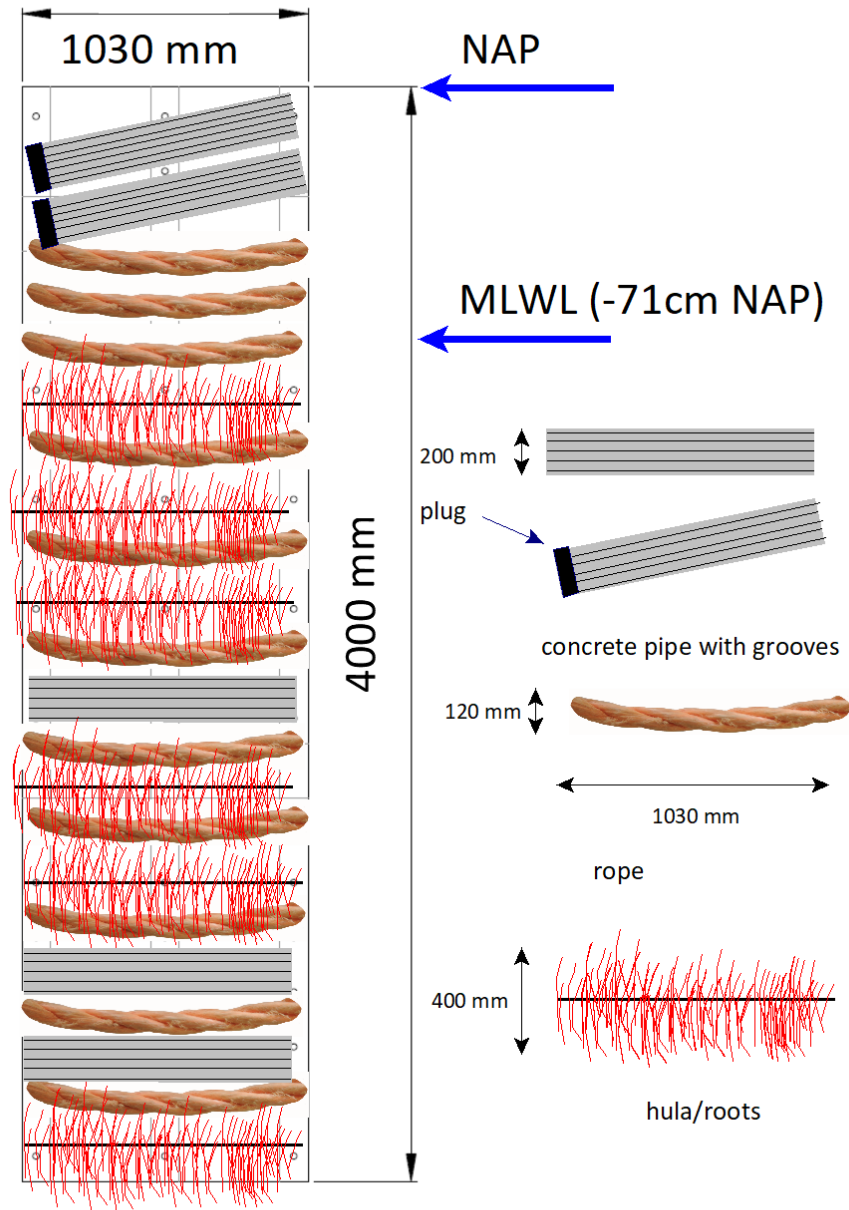 1030 mm
NAP
MLWL (-71cm NAP)
4000 mm
200 mm
plug
concrete pipe with grooves
120 mm
1030 mm
rope
400 mm
hula/roots